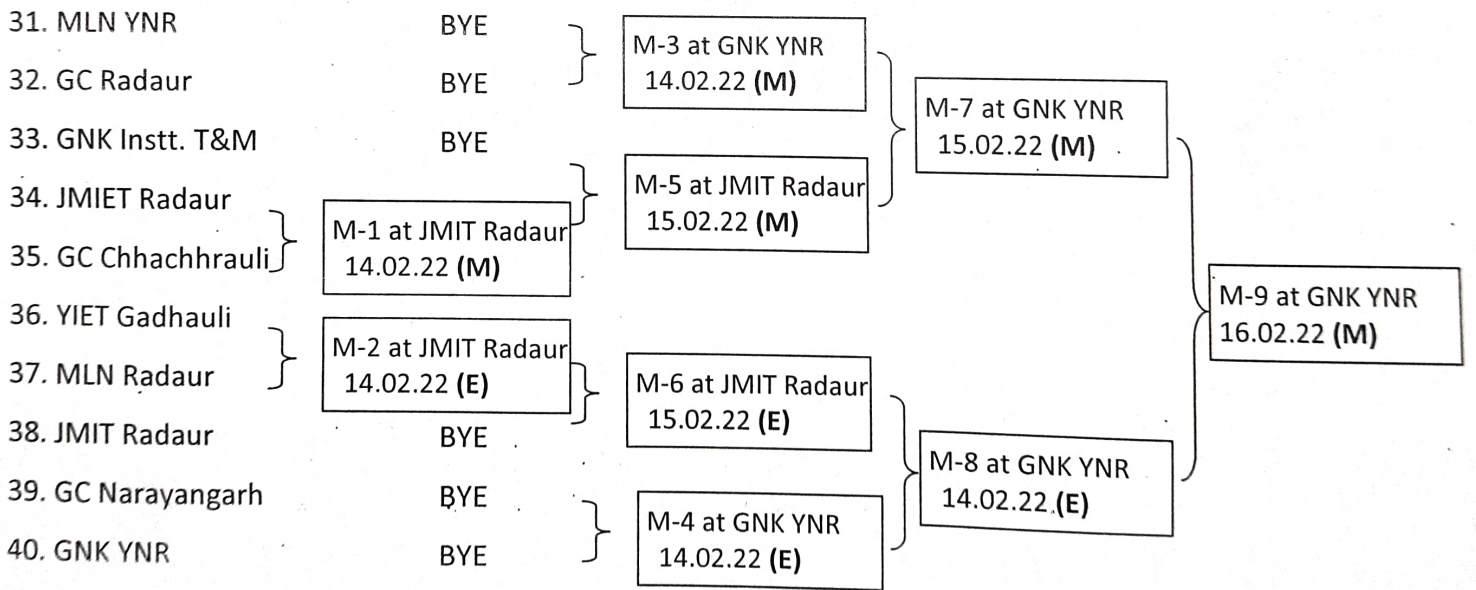 31. MLN YNR BYE
32. GC Radaur BYE
M-3 at GNK YNR
14.02.22 (M)
33. GNK Instt. T&M BYE
34. JMIET Radaur
35. GC Chhachhrauli
M-1 at JMIT Radaur
14.02.22 (M)
M-5 at JMIT Radaur
15.02.22 (M)
M-7 at GNK YNR
15.02.22 (M)
36. YIET Gadhauli
37. MLN Radaur
M-2 at JMIT Radaur
14.02.22 (E)
38. JMIT Radaur BYE
M-6 at JMIT Radaur
15.02.22 (E)
39. GC Narayangarh BYE
40. GNK YNR BYE
M-4 at GNK YNR
14.02.22 (E)
M-8 at GNK YNR
14.02.22.(E)
M-9 at GNK YNR
16.02.22 (M)